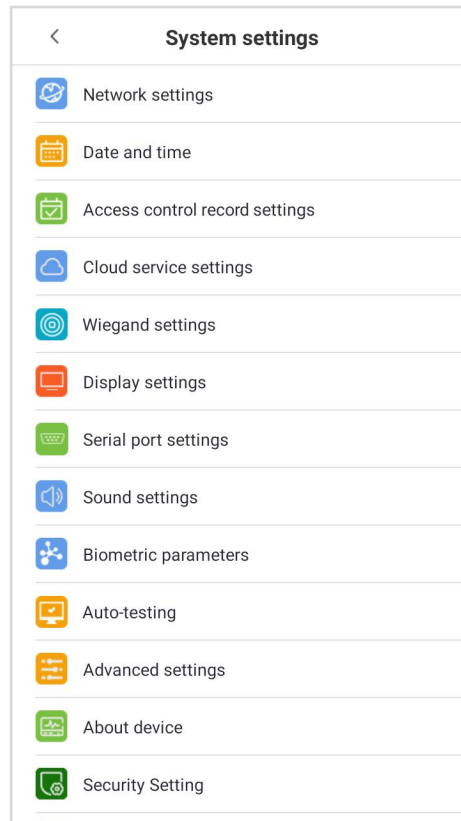 System settings
Network settings
Date and time
Access control record settings
Cloud service settings
Wiegand settings
Display settings
Serial port settings
Sound settings
Biometric parameters
Auto-testing
Advanced settings
About device
Security Setting